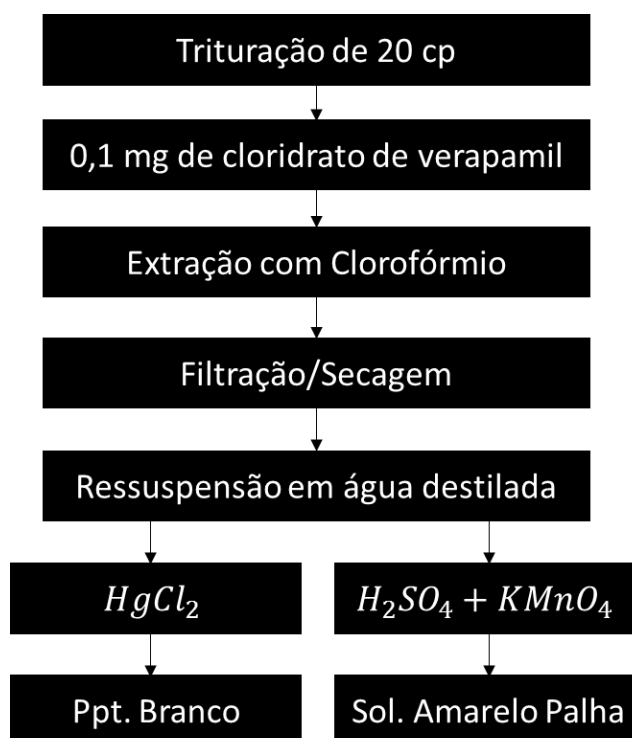 Trituração de 20 cp
0,1 mg de cloridrato de verapamil
Extração com Clorofórmio
Filtração/Secagem
Ressuspensão em água destilada
HgCl₂
H₂SO₄ + KMnO₄
Ppt. Branco
Sol. Amarelo Palha